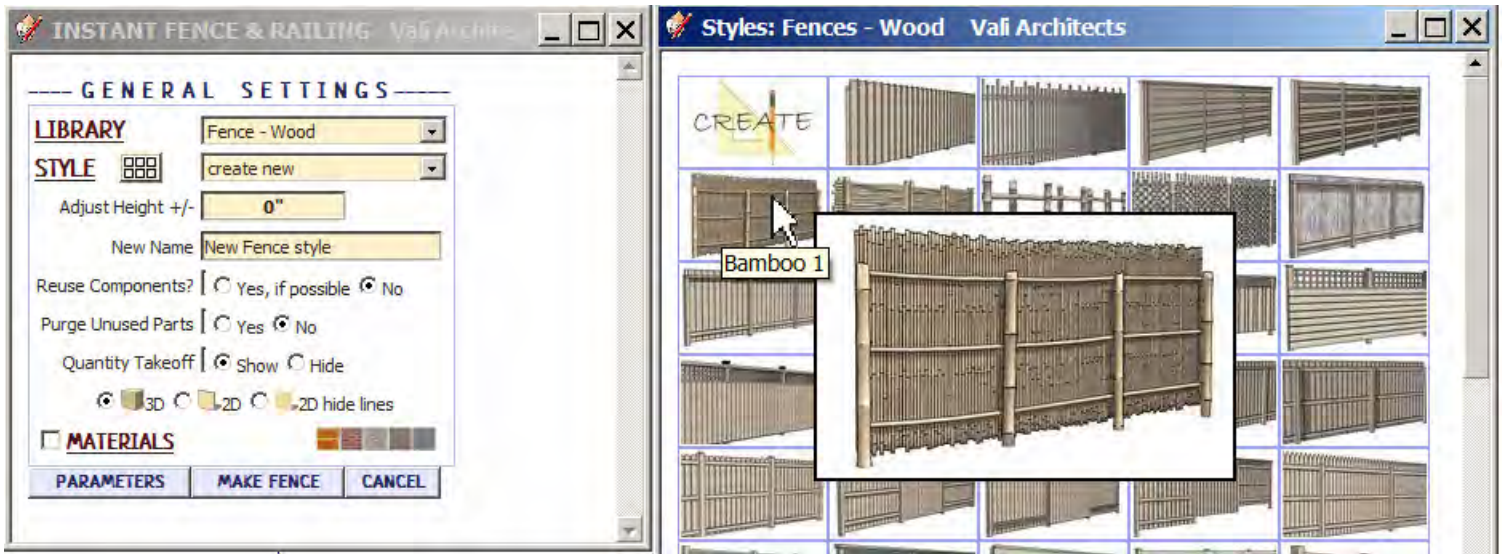 INSTANT FENCE & RAILING Vali Archite
---- GENERAL SETTINGS-----
LIBRARY Fence - Wood
STYLE create new
Adjust Height +/- 0"
New Name New Fence style
Reuse Components? Yes, if possible No
Purge Unused Parts Yes No
Quantity Takeoff Show Hide
3D 2D 2D hide lines
MATERIALS
PARAMETERS MAKE FENCE CANCEL
Styles: Fences - Wood Vali Architects
CREATE
Bamboo 1